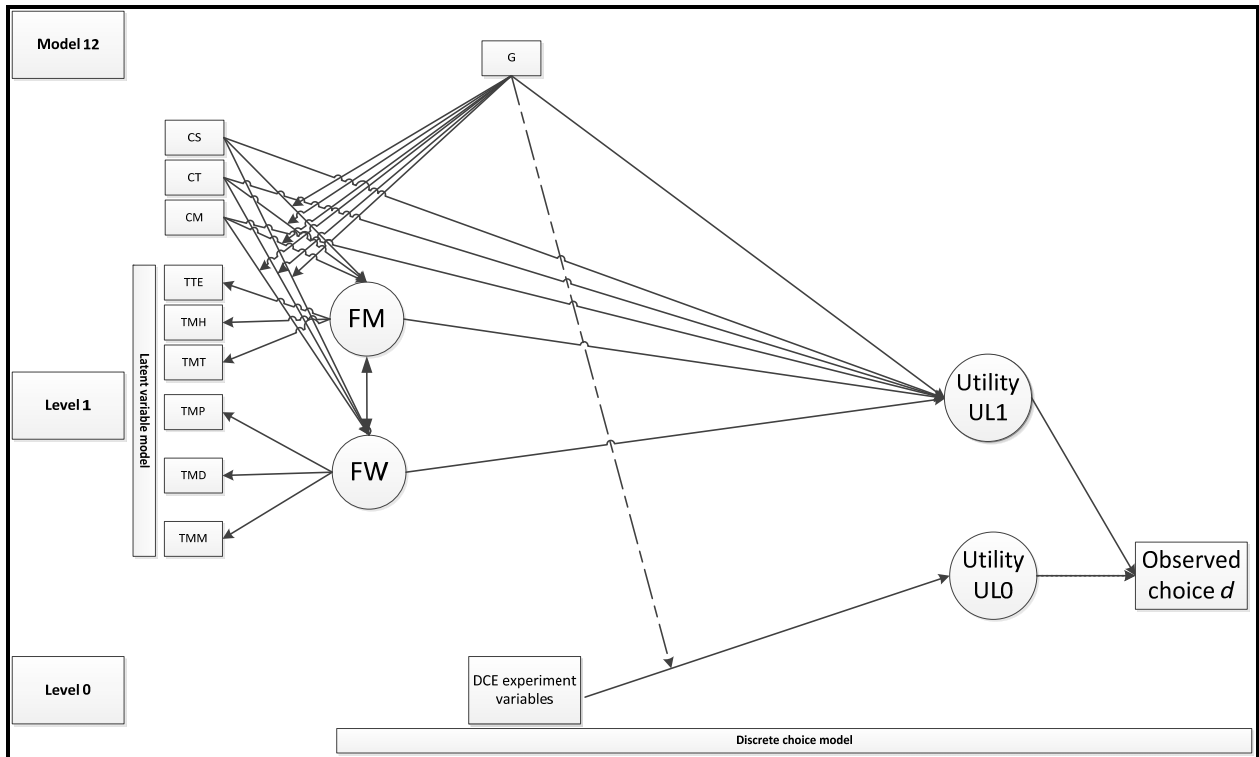 Model 12
G
CS
CT
CM
TTE
TMH
TMT
TMP
TMD
TMM
Latent variable model
Level 1
FM
FW
Utility
UL1
Utility
UL0
Observed
choice d
Level 0
DCE experiment
variables
Discrete choice model